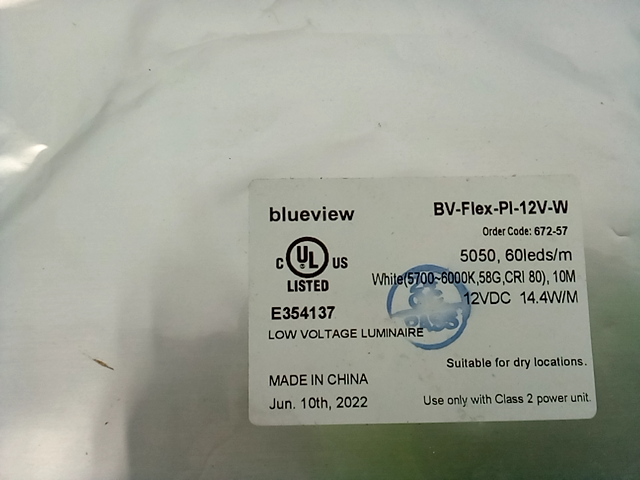 blueview
BV-Flex-PI-12V-W
Order Code: 672-57
C UL US
LISTED
5050, 60leds/m
White(5700~6000K,58G,CRI 80), 10M
12VDC 14.4W/M
E354137
LOW VOLTAGE LUMINAIRE
QC
PASS
Suitable for dry locations.
MADE IN CHINA
Jun. 10th, 2022
Use only with Class 2 power unit.